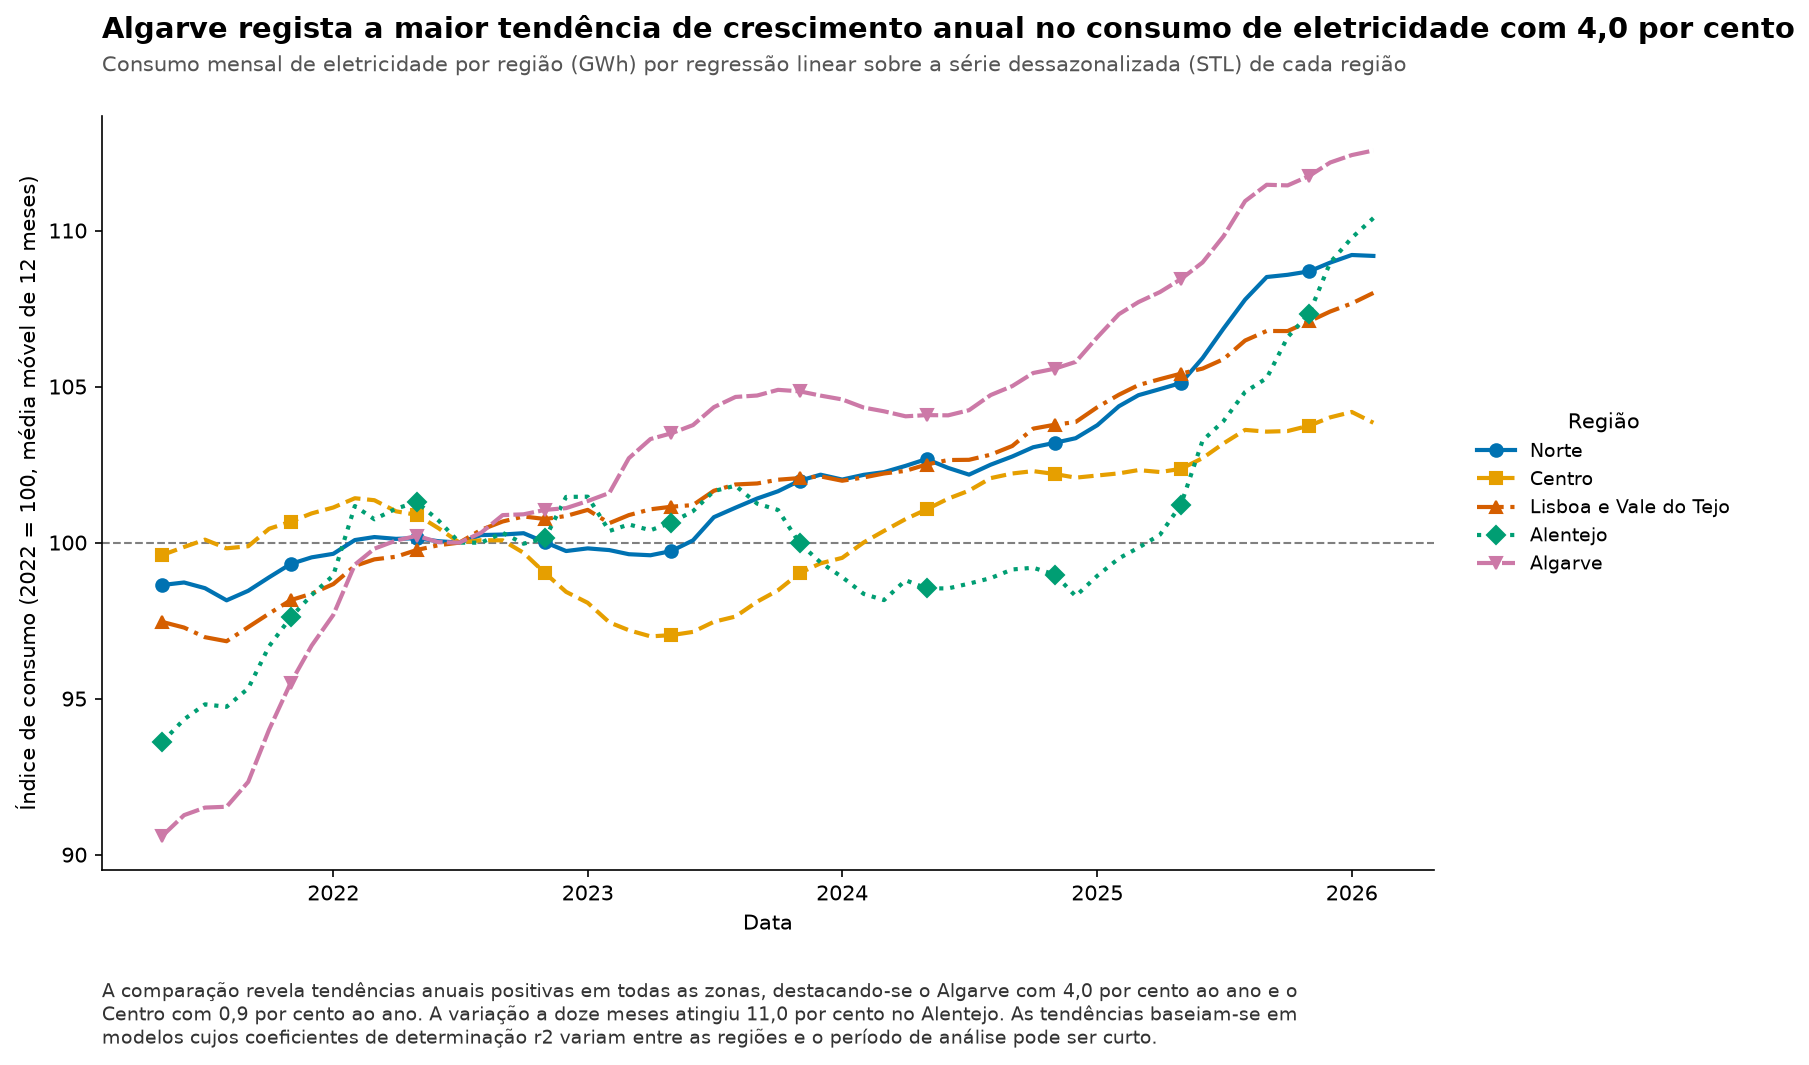 Algarve regista a maior tendência de crescimento anual no consumo de eletricidade com 4,0 por cento
Consumo mensal de eletricidade por região (GWh) por regressão linear sobre a série dessazonalizada (STL) de cada região
Índice de consumo (2022 = 100, média móvel de 12 meses)
110
105
100
95
90
2022
2023
2024
2025
2026
Data
Região
Norte
Centro
Lisboa e Vale do Tejo
Alentejo
Algarve
A comparação revela tendências anuais positivas em todas as zonas, destacando-se o Algarve com 4,0 por cento ao ano e o
Centro com 0,9 por cento ao ano. A variação a doze meses atingiu 11,0 por cento no Alentejo. As tendências baseiam-se em
modelos cujos coeficientes de determinação r2 variam entre as regiões e o período de análise pode ser curto.